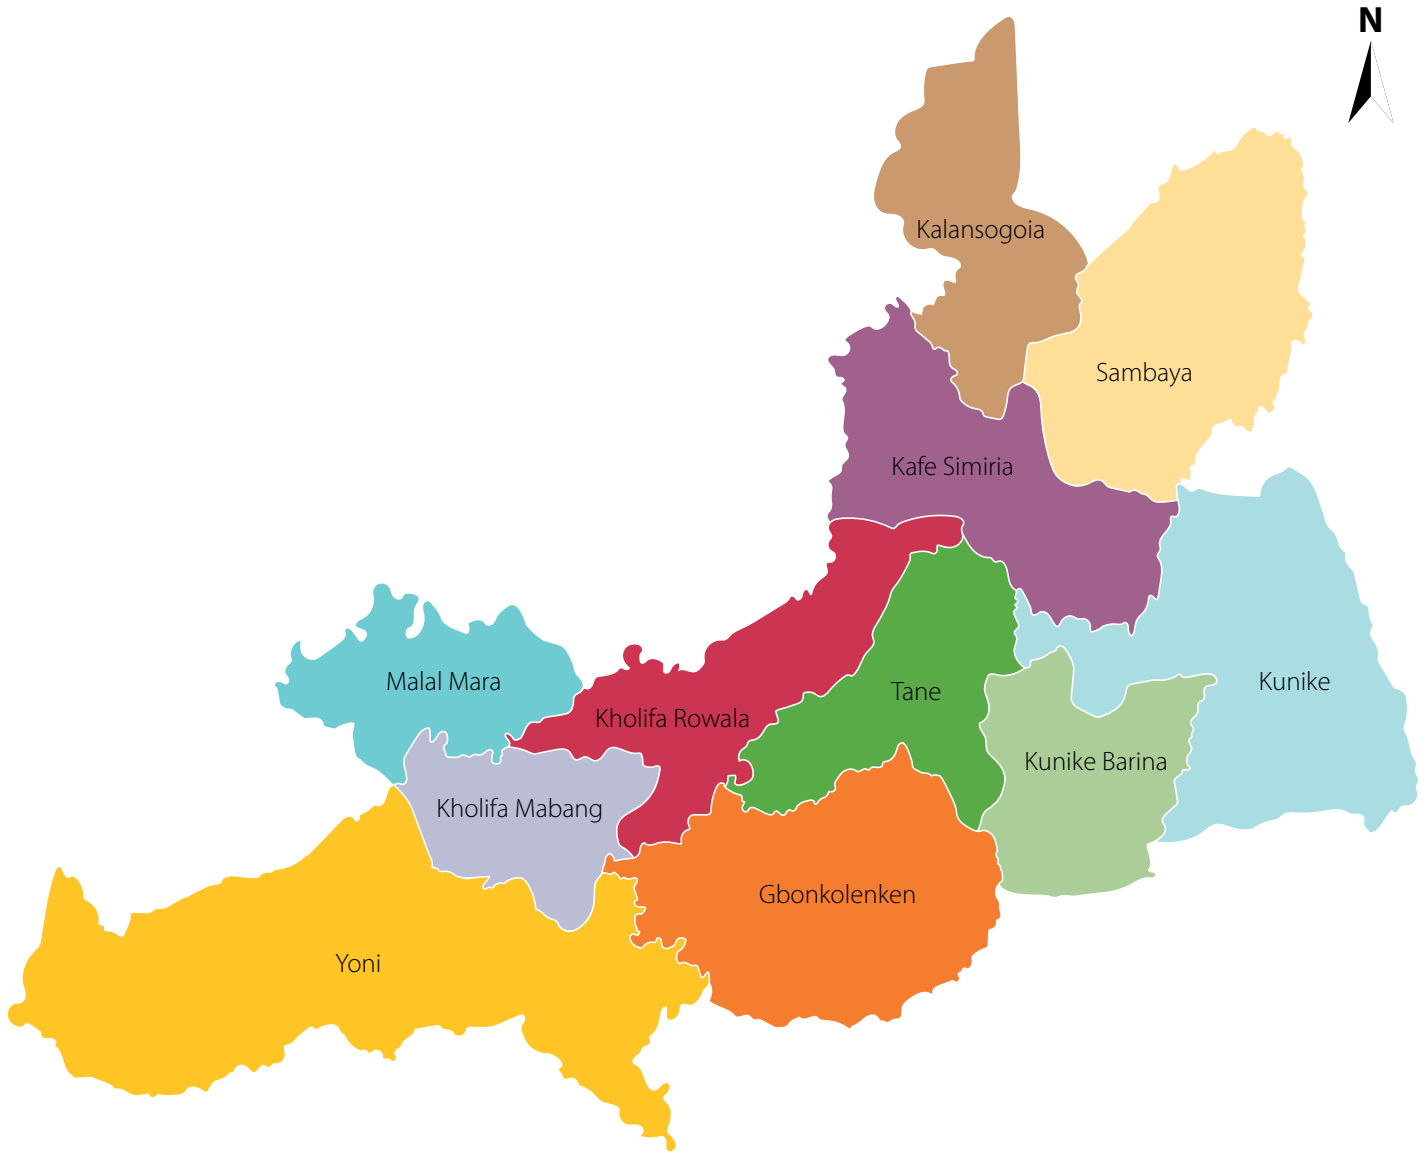 N
Kalansogoia
Sambaya
Kafe Simiria
Malal Mara
Tane
Kunike
Kholifa Rowala
Kunike Barina
Kholifa Mabang
Gbonkolenken
Yoni